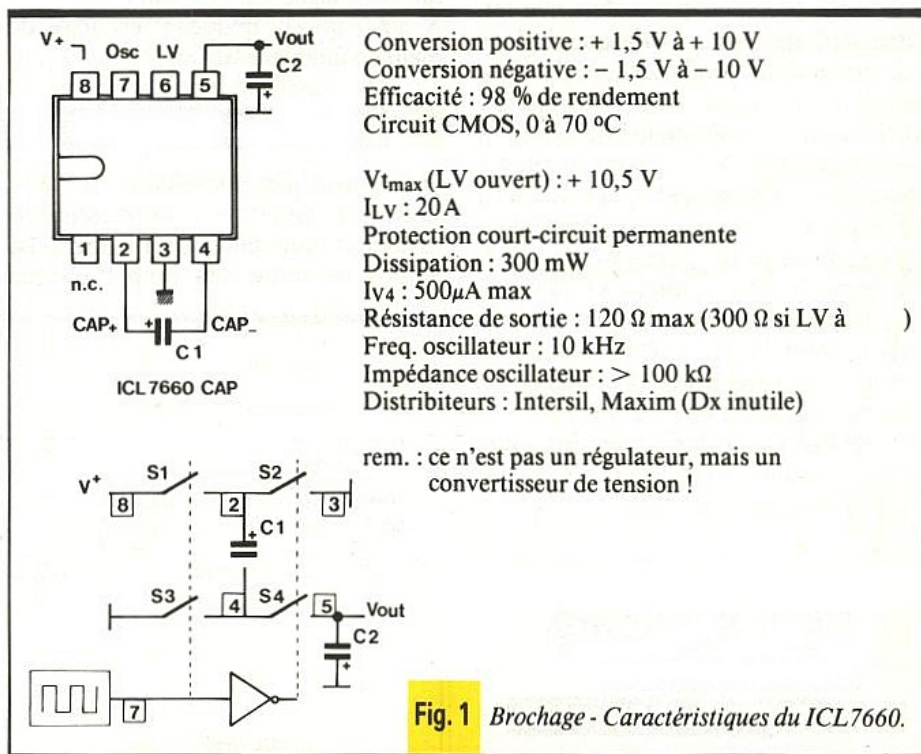 V+ Osc LV Vout
C2
+
8 7 6 5
1 2 3 4
n.c.
CAP+ + CAP–
C1
ICL7660 CAP
Conversion positive : + 1,5 V à + 10 V
Conversion négative : – 1,5 V à – 10 V
Efficacité : 98 % de rendement
Circuit CMOS, 0 à 70 ºC
Vtmax (LV ouvert) : + 10,5 V
ILV : 20A
Protection court-circuit permanente
Dissipation : 300 mW
IV4 : 500µA max
Résistance de sortie : 120 Ω max (300 Ω si LV à )
Freq. oscillateur : 10 kHz
Impédance oscillateur : > 100 kΩ
Distribiteurs : Intersil, Maxim (Dx inutile)
rem. : ce n'est pas un régulateur, mais un
convertisseur de tension !
S1 S2
V+
8 2 3
+ C1
S3 4 S4 5 Vout
C2
+
7
Fig. 1 Brochage - Caractéristiques du ICL7660.